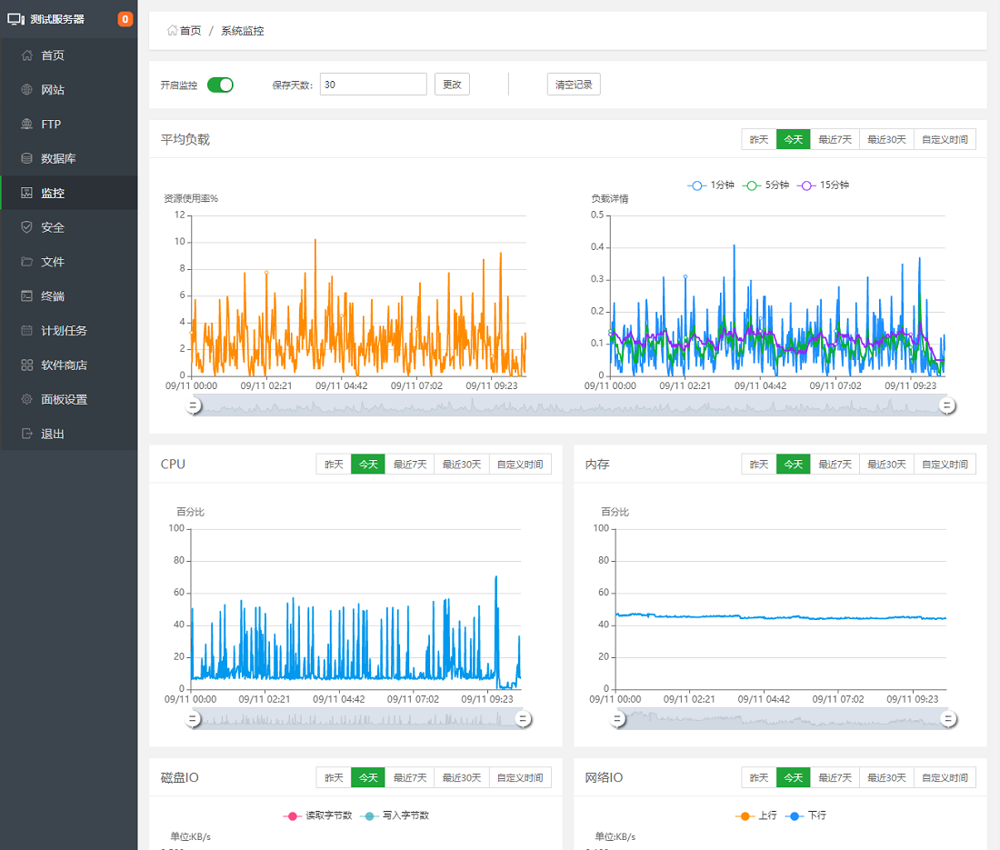 测试服务器 0
首页
网站
FTP
数据库
监控
安全
文件
终端
计划任务
软件商店
面板设置
退出
首页 / 系统监控
开启监控 保存天数: 30 更改 清空记录
平均负载 昨天 今天 最近7天 最近30天 自定义时间
资源使用率%
12
10
8
6
4
2
0
09/11 00:00 09/11 02:21 09/11 04:42 09/11 07:02 09/11 09:23
1分钟 5分钟 15分钟
负载详情
0.5
0.4
0.3
0.2
0.1
0
09/11 00:00 09/11 02:21 09/11 04:42 09/11 07:02 09/11 09:23
CPU 昨天 今天 最近7天 最近30天 自定义时间
百分比
100
80
60
40
20
0
09/11 00:00 09/11 02:21 09/11 04:42 09/11 07:02 09/11 09:23
内存 昨天 今天 最近7天 最近30天 自定义时间
百分比
100
80
60
40
20
0
09/11 00:00 09/11 02:21 09/11 04:42 09/11 07:02 09/11 09:23
磁盘IO 昨天 今天 最近7天 最近30天 自定义时间
读取字节数 写入字节数
单位:KB/s
网络IO 昨天 今天 最近7天 最近30天 自定义时间
上行 下行
单位:KB/s